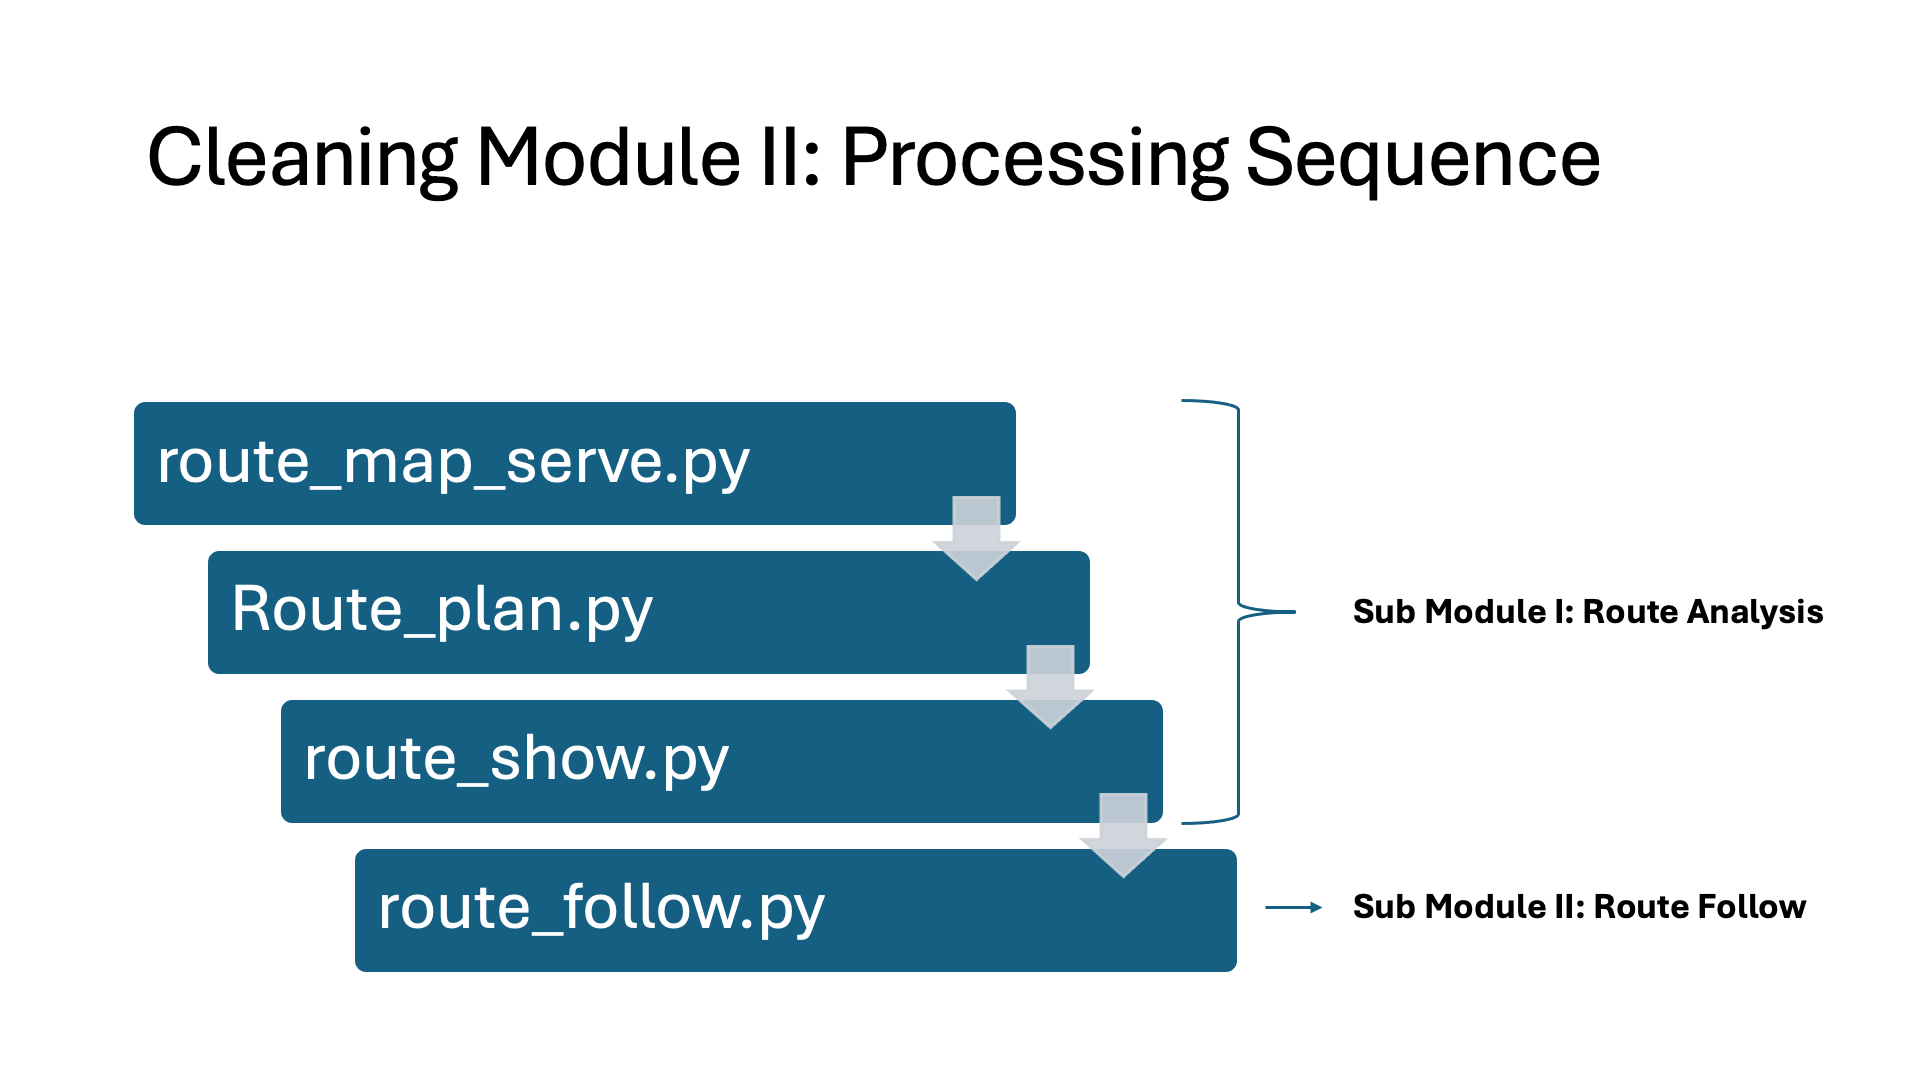 Cleaning Module II: Processing Sequence
route_map_serve.py
Route_plan.py
route_show.py
Sub Module I: Route Analysis
route_follow.py
Sub Module II: Route Follow